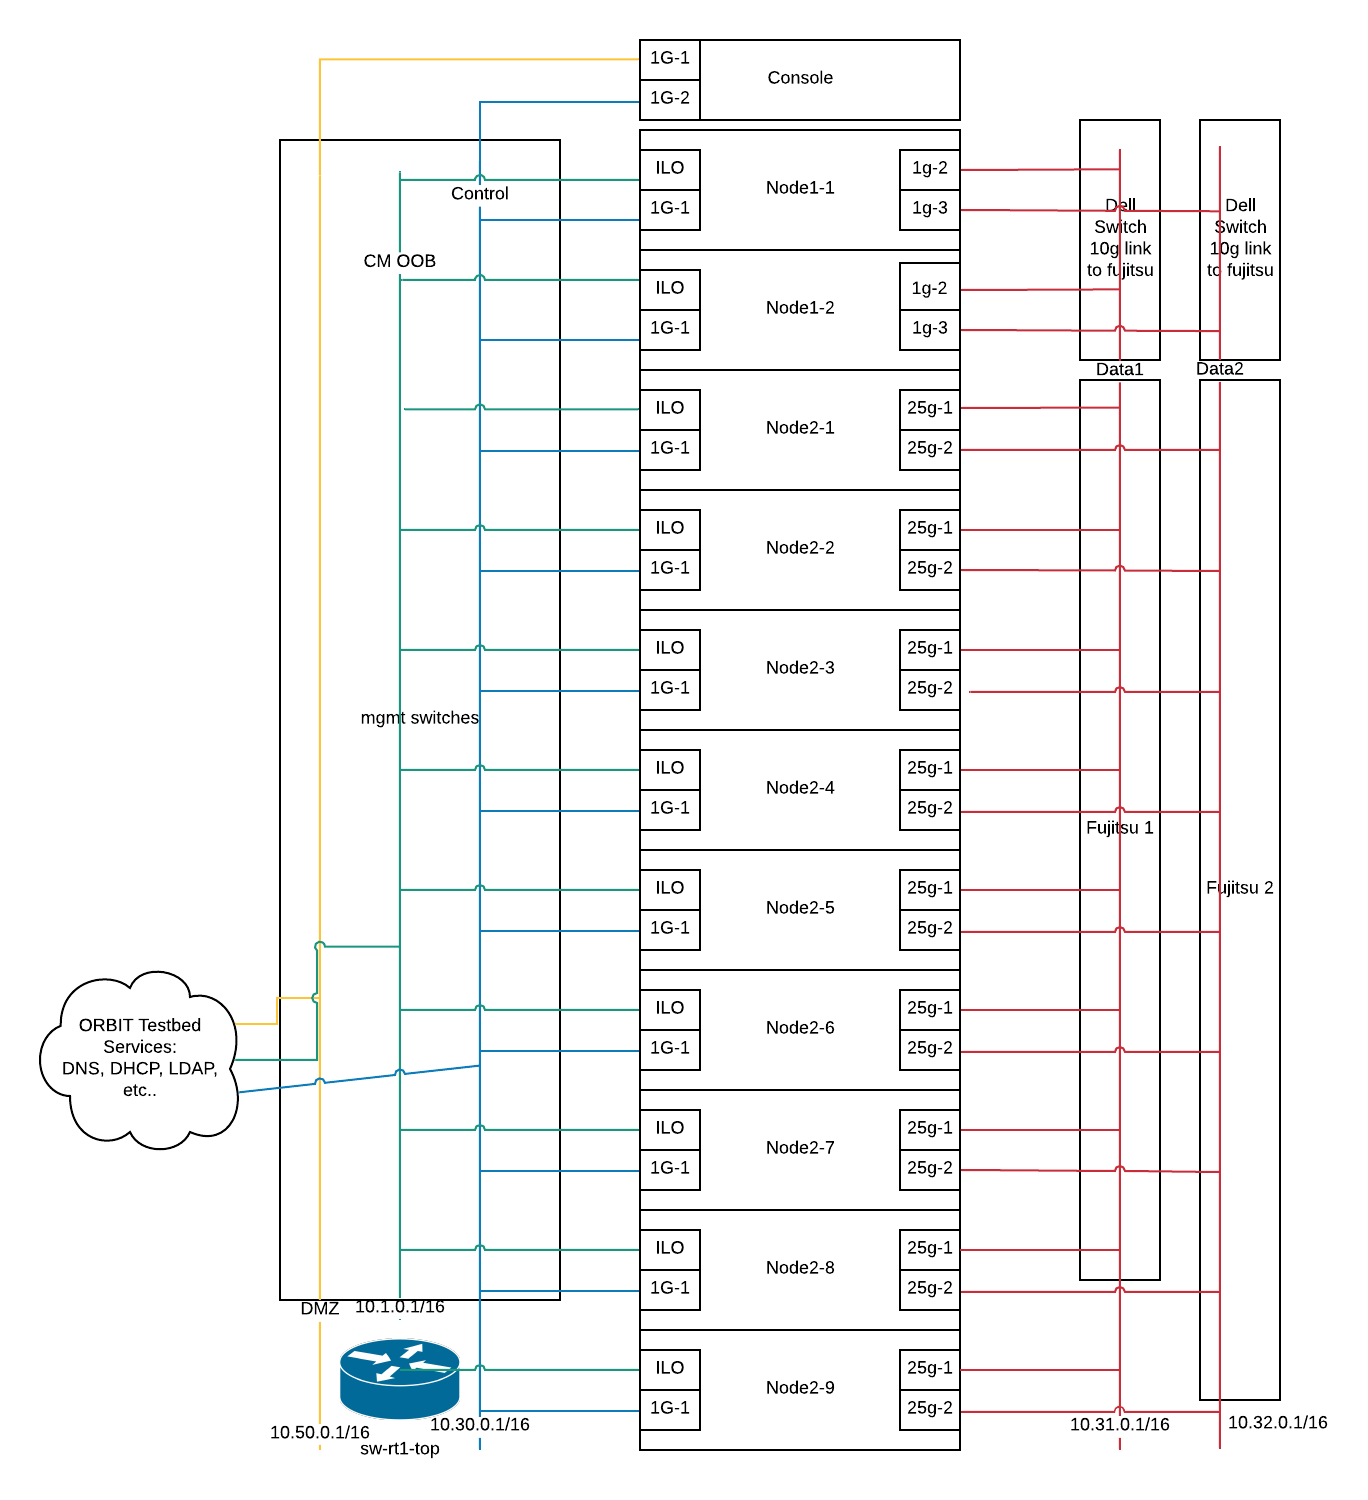 1G-1
Console
1G-2
ILO
Node1-1
1g-2
Control
1G-1
1g-3
Dell
Switch
10g link
to fujitsu
Dell
Switch
10g link
to fujitsu
CM OOB
ILO
Node1-2
1g-2
1G-1
1g-3
Data1
Data2
ILO
Node2-1
25g-1
1G-1
25g-2
ILO
Node2-2
25g-1
1G-1
25g-2
ILO
Node2-3
25g-1
1G-1
25g-2
mgmt switches
ILO
Node2-4
25g-1
1G-1
25g-2
Fujitsu 1
ILO
Node2-5
25g-1
Fujitsu 2
1G-1
25g-2
ILO
Node2-6
25g-1
1G-1
25g-2
ORBIT Testbed
Services:
DNS, DHCP, LDAP,
etc..
ILO
Node2-7
25g-1
1G-1
25g-2
ILO
Node2-8
25g-1
1G-1
25g-2
DMZ
10.1.0.1/16
ILO
Node2-9
25g-1
1G-1
25g-2
10.50.0.1/16
10.30.0.1/16
10.31.0.1/16
10.32.0.1/16
sw-rt1-top